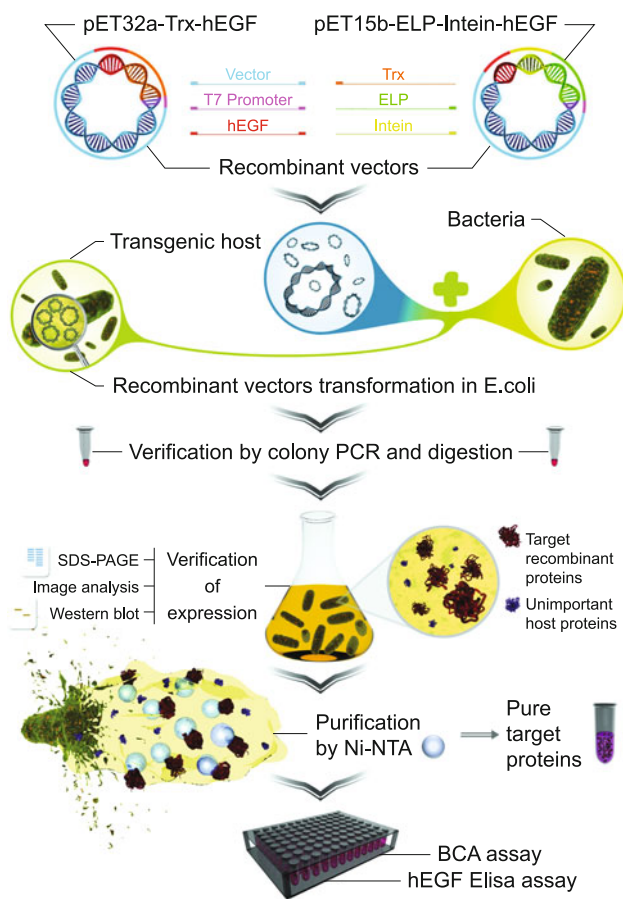 pET32a-Trx-hEGF
pET15b-ELP-Intein-hEGF
Vector
Trx
T7 Promoter
ELP
hEGF
Intein
Recombinant vectors
Transgenic host
Bacteria
Recombinant vectors transformation in E.coli
Verification by colony PCR and digestion
SDS-PAGE
Image analysis
Western blot
Verification
of
expression
Target
recombinant
proteins
Unimportant
host proteins
Purification
by Ni-NTA
Pure
target
proteins
BCA assay
hEGF Elisa assay